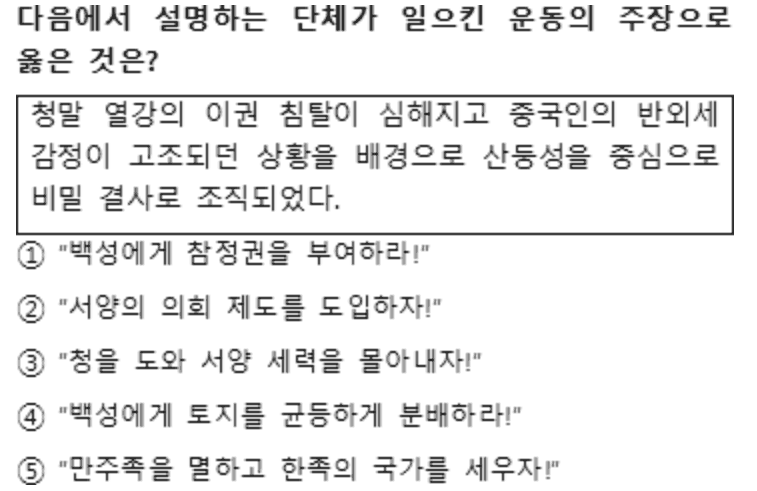 다음에서 설명하는 단체가 일으킨 운동의 주장으로
옳은 것은?
청말 열강의 이권 침탈이 심해지고 중국인의 반외세
감정이 고조되던 상황을 배경으로 산둥성을 중심으로
비밀 결사로 조직되었다.
① "백성에게 참정권을 부여하라!"
② "서양의 의회 제도를 도입하자!"
③ "청을 도와 서양 세력을 몰아내자!"
④ "백성에게 토지를 균등하게 분배하라!"
⑤ "만주족을 멸하고 한족의 국가를 세우자!"